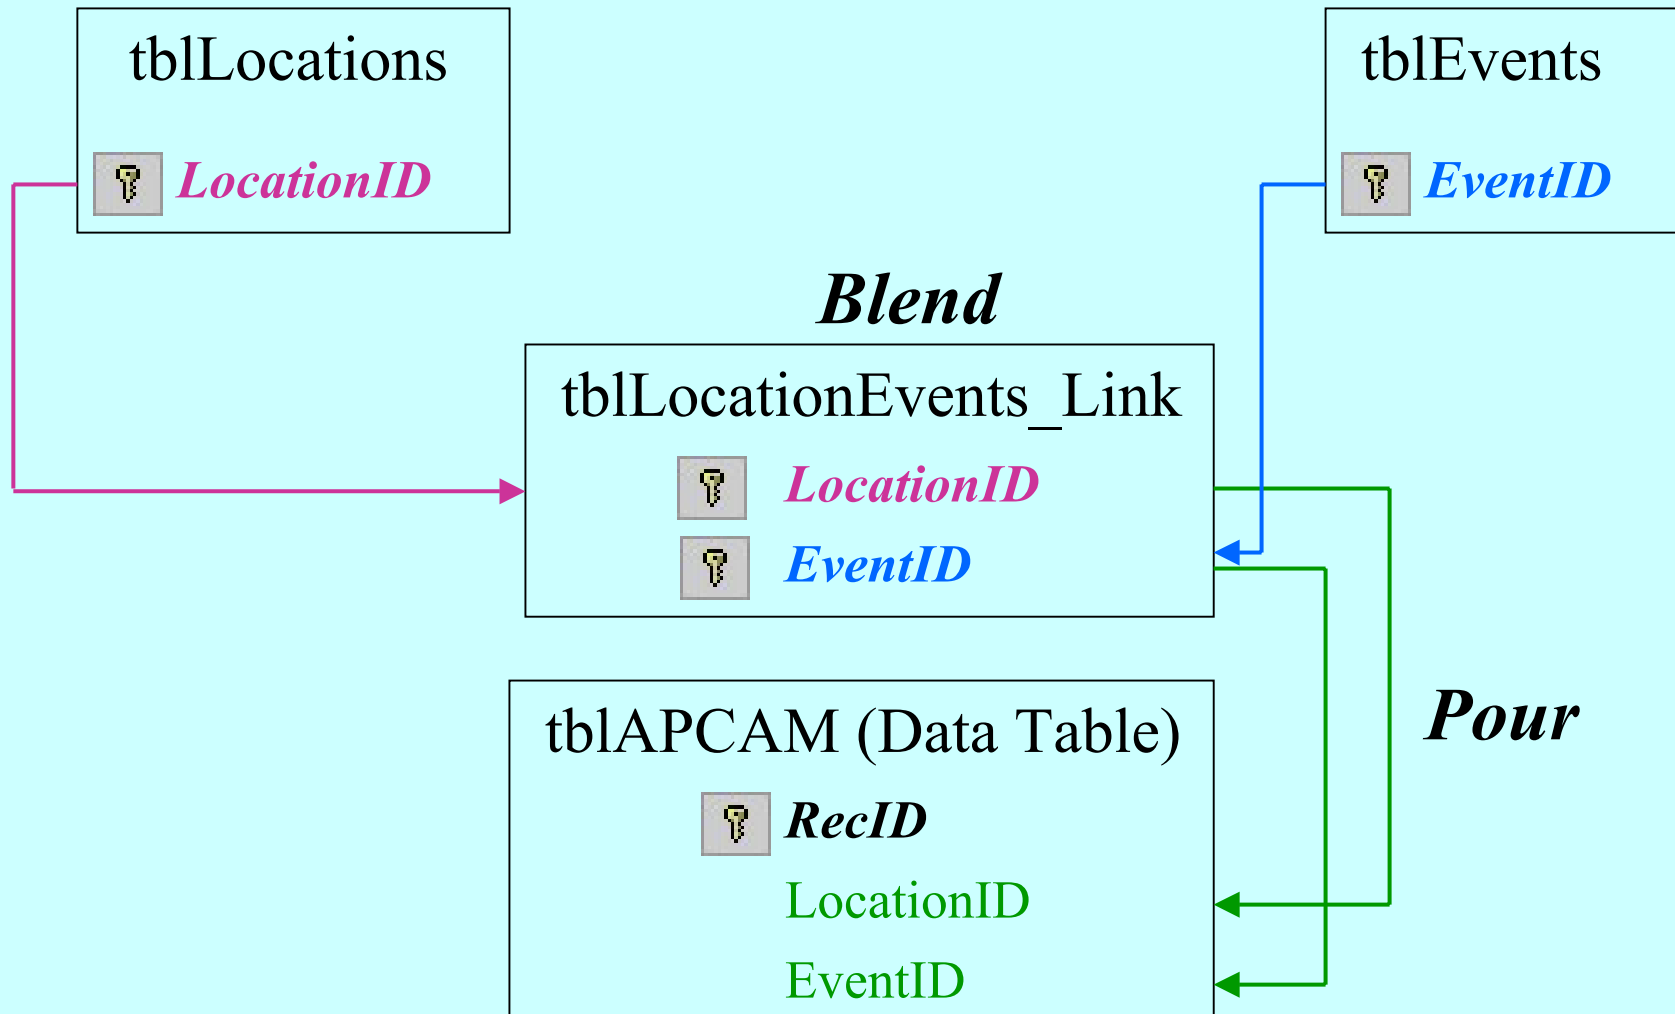 tblLocations
LocationID
tblEvents
EventID
Blend
tblLocationEvents_Link
LocationID
EventID
Pour
tblAPCAM (Data Table)
RecID
LocationID
EventID